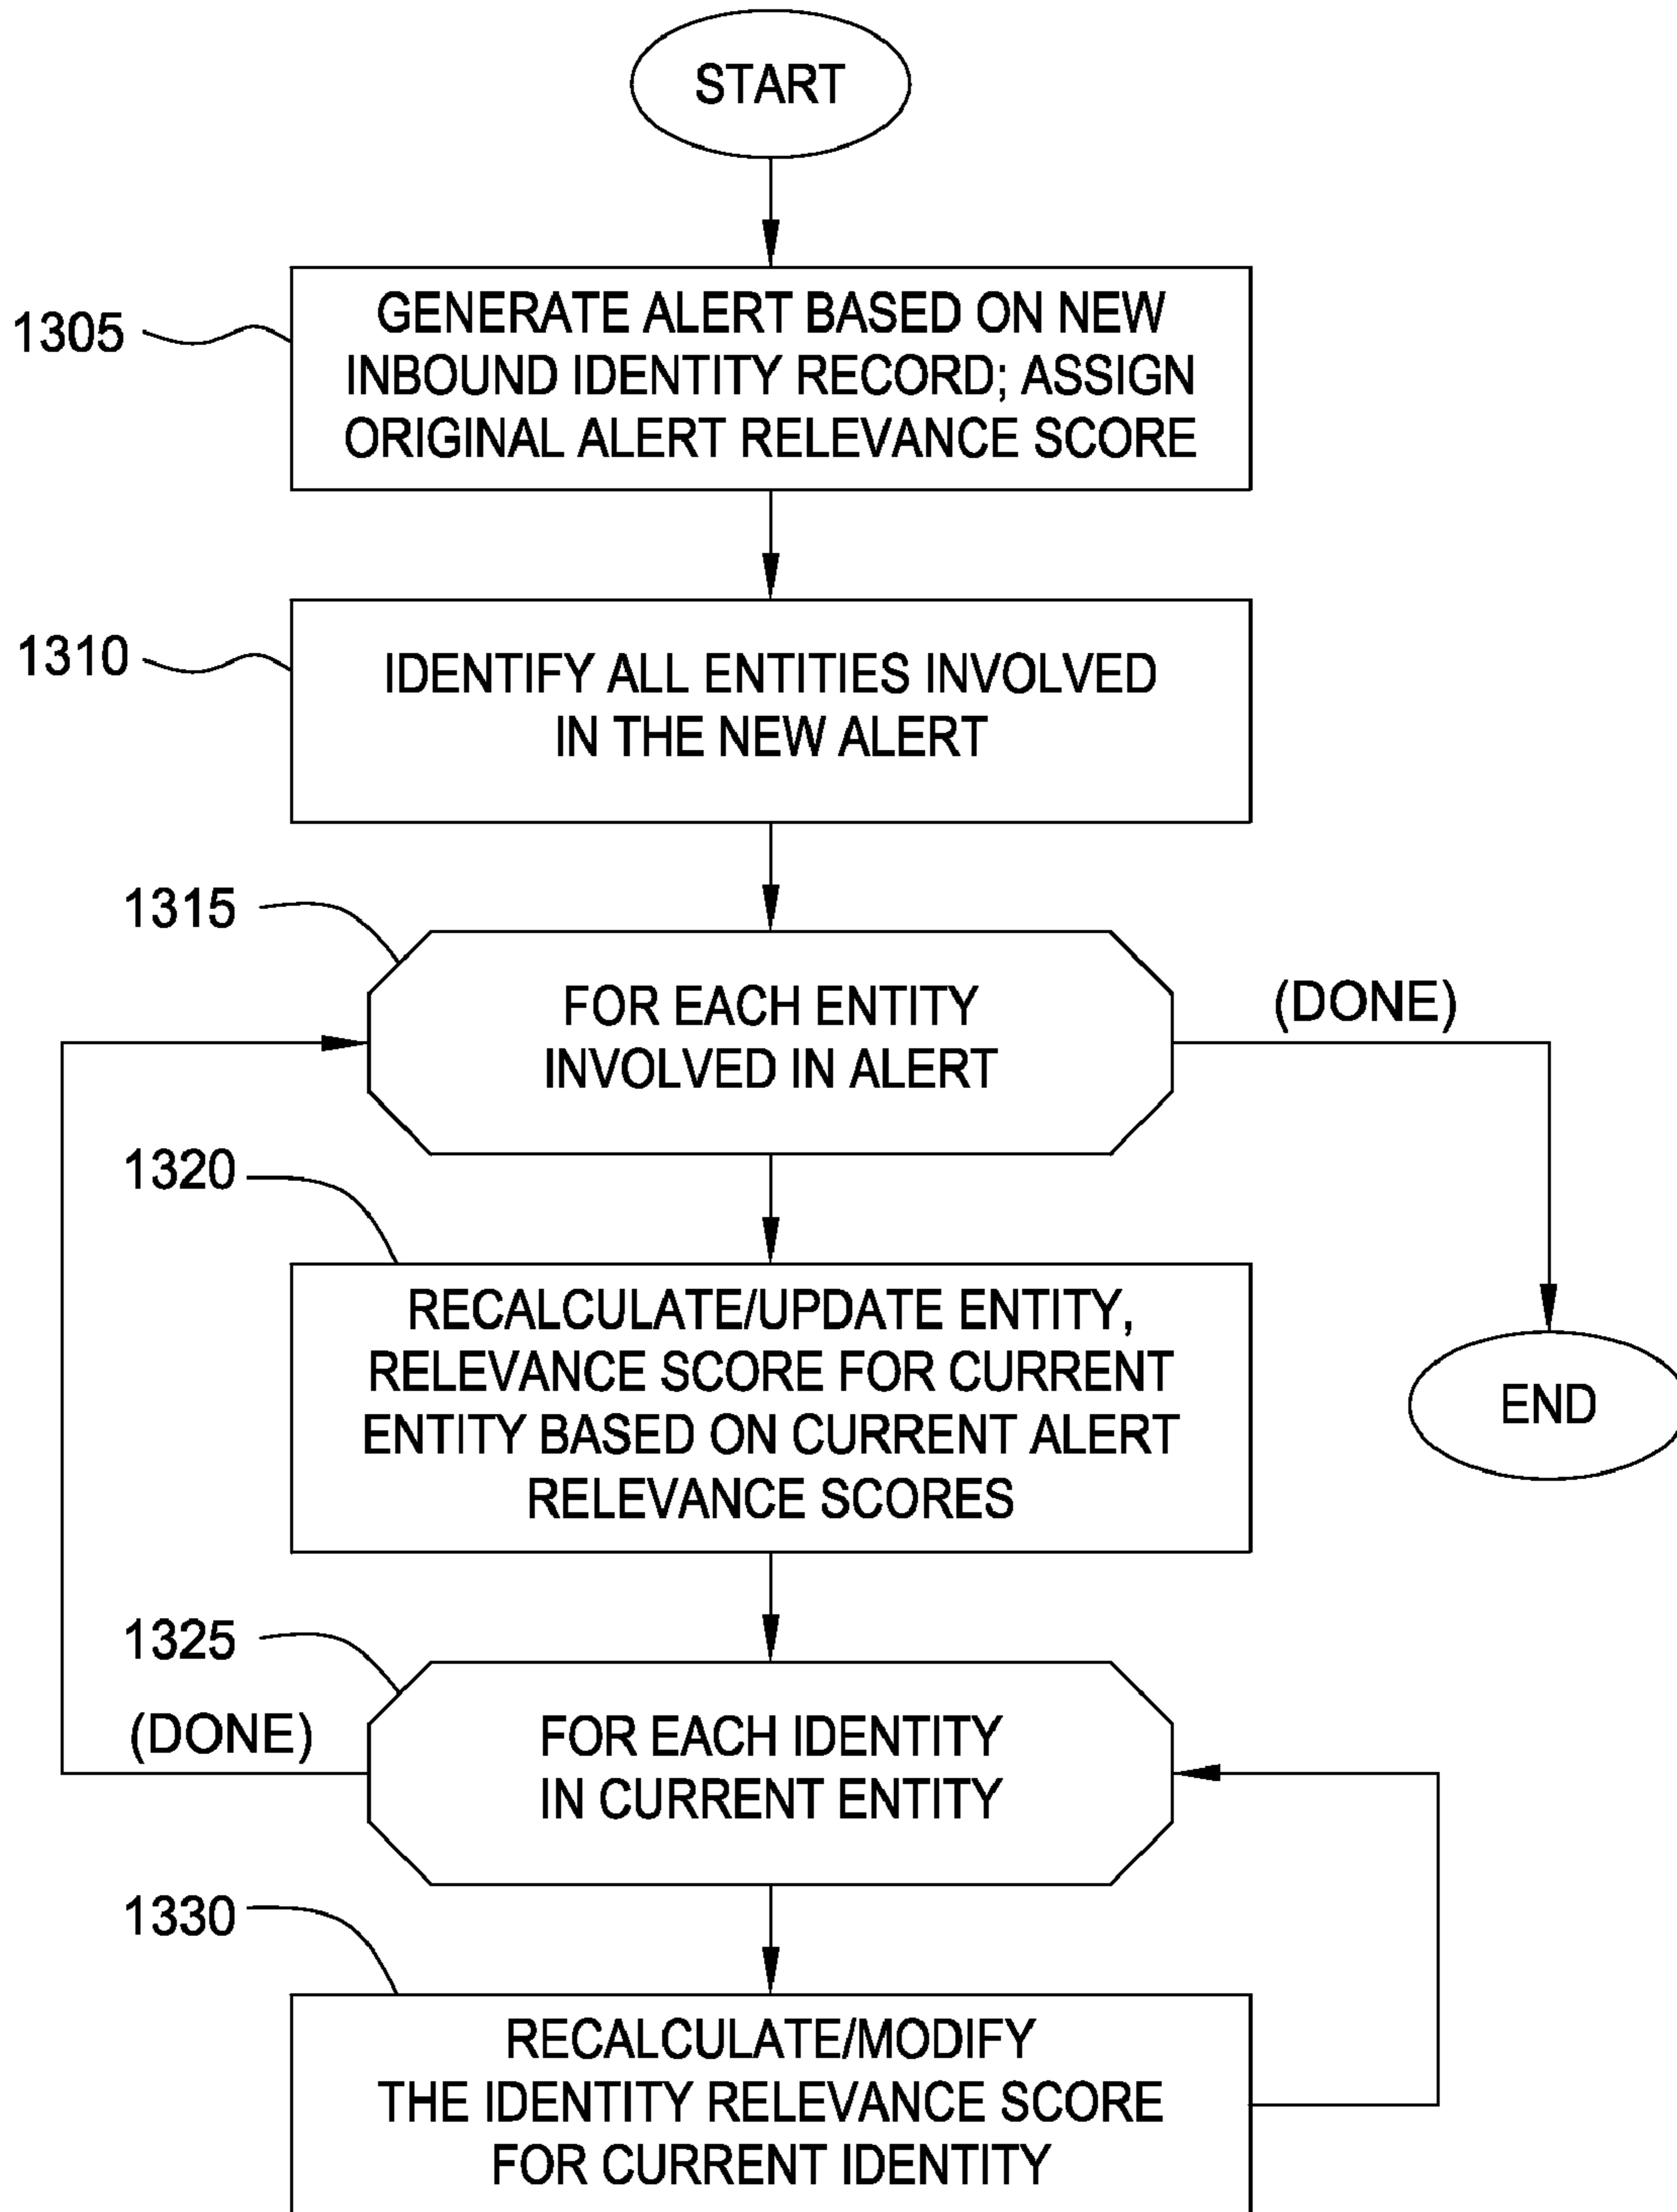 START
1305
GENERATE ALERT BASED ON NEW
INBOUND IDENTITY RECORD; ASSIGN
ORIGINAL ALERT RELEVANCE SCORE
1310
IDENTIFY ALL ENTITIES INVOLVED
IN THE NEW ALERT
1315
FOR EACH ENTITY
INVOLVED IN ALERT
(DONE)
1320
RECALCULATE/UPDATE ENTITY,
RELEVANCE SCORE FOR CURRENT
ENTITY BASED ON CURRENT ALERT
RELEVANCE SCORES
END
1325
(DONE)
FOR EACH IDENTITY
IN CURRENT ENTITY
1330
RECALCULATE/MODIFY
THE IDENTITY RELEVANCE SCORE
FOR CURRENT IDENTITY